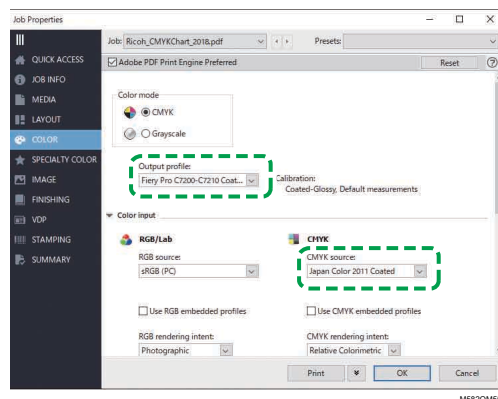 Job Properties
Job: Ricoh_CMYKChart_2018.pdf
Presets:
QUICK ACCESS
JOB INFO
MEDIA
LAYOUT
COLOR
SPECIALTY COLOR
IMAGE
FINISHING
VDP
STAMPING
SUMMARY
Adobe PDF Print Engine Preferred
Reset
Color mode
CMYK
Grayscale
Output profile:
Fiery Pro C7200-C7210 Coat...
Calibration:
Coated-Glossy, Default measurements
Color input
RGB/Lab
CMYK
RGB source:
CMYK source:
sRGB (PC)
Japan Color 2011 Coated
Use RGB embedded profiles
Use CMYK embedded profiles
RGB rendering intent:
CMYK rendering intent:
Photographic
Relative Colorimetric
Print
OK
Cancel